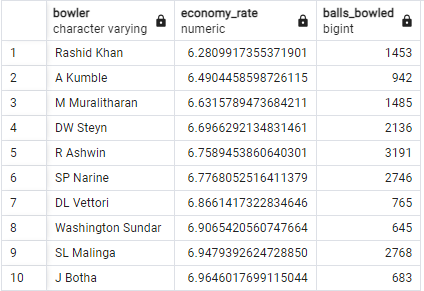 bowler economy_rate balls_bowled
character varying numeric bigint
1 Rashid Khan 6.2809917355371901 1453
2 A Kumble 6.4904458598726115 942
3 M Muralitharan 6.6315789473684211 1485
4 DW Steyn 6.6966292134831461 2136
5 R Ashwin 6.7589453860640301 3191
6 SP Narine 6.7768052516411379 2746
7 DL Vettori 6.8661417322834646 765
8 Washington Sundar 6.9065420560747664 645
9 SL Malinga 6.9479392624728850 2768
10 J Botha 6.9646017699115044 683